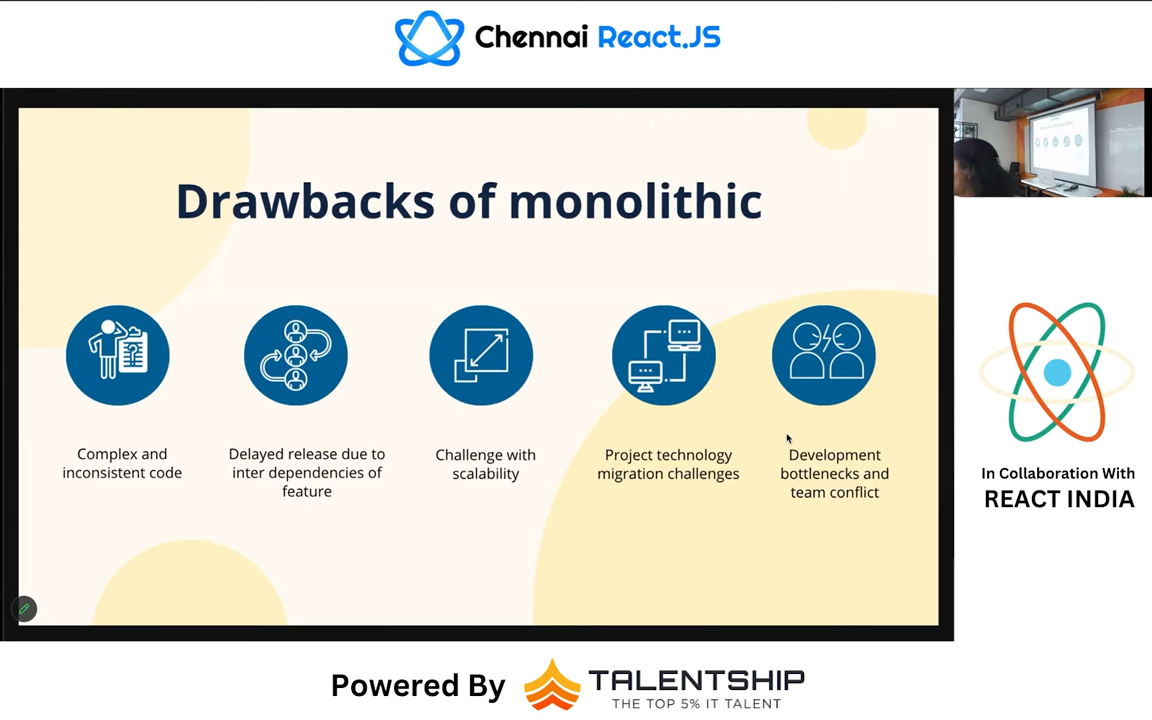 Chennai React.JS
Drawbacks of monolithic
Complex and
inconsistent code
Delayed release due to
inter dependencies of
feature
Challenge with
scalability
Project technology
migration challenges
Development
bottlenecks and
team conflict
In Collaboration With
REACT INDIA
Powered By
TALENTSHIP
THE TOP 5% IT TALENT